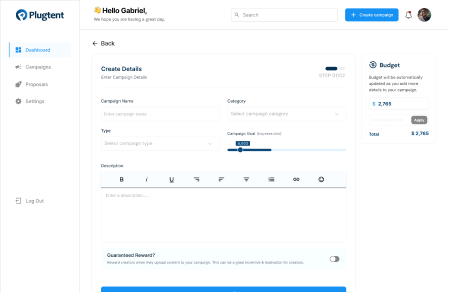 Plugtent
👋Hello Gabriel,
We hope you are having a great day.
Search
+ Create campaign
Dashboard
Campaigns
Proposals
Settings
Log Out
← Back
Create Details
Enter Campaign Details
STEP 01/02
Campaign Name
Enter campaign name
Category
Select campaign category
Type
Select campaign type
Campaign Goal (Impressions)
Description
B I U
Enter a description...
Guaranteed Reward?
Reward creators when they upload content to your campaign. This can be a great incentive & motivator for creators.
Budget
Budget will be automatically
updated as you add more
details to your campaign.
$ 2,765
Apply
Total $ 2,765